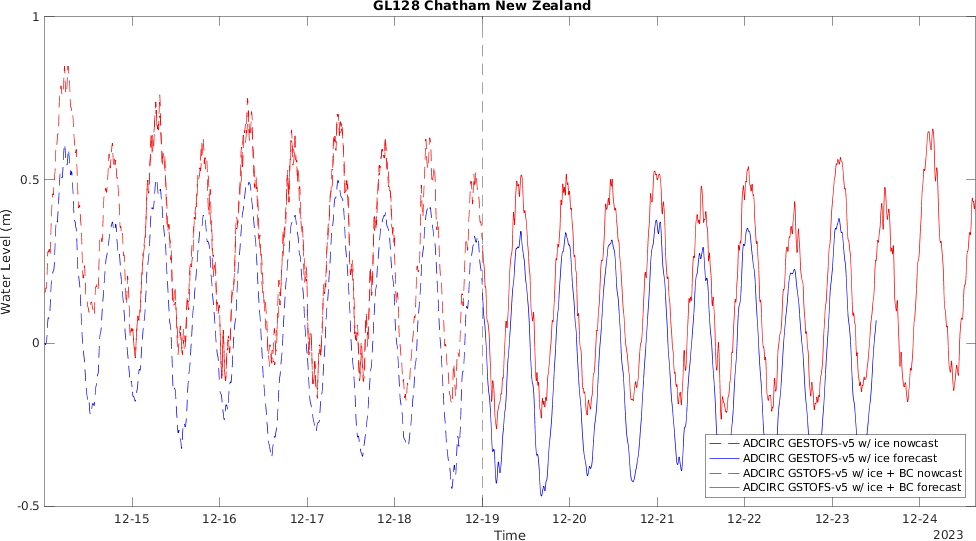 GL128 Chatham New Zealand
1
0.5
0
-0.5
Water Level (m)
ADCIRC GESTOFS-v5 w/ ice nowcast
ADCIRC GESTOFS-v5 w/ ice forecast
ADCIRC GSTOFS-v5 w/ ice + BC nowcast
ADCIRC GSTOFS-v5 w/ ice + BC forecast
12-15 12-16 12-17 12-18 12-19 12-20 12-21 12-22 12-23 12-24
Time
2023